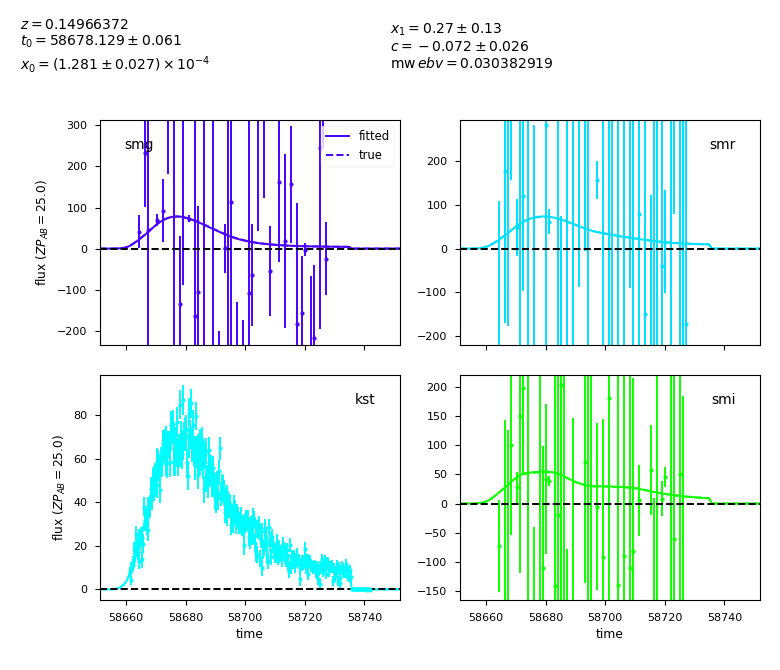 z = 0.14966372
t₀ = 58678.129 ± 0.061
x₀ = (1.281 ± 0.027) × 10⁻⁴
x₁ = 0.27 ± 0.13
c = −0.072 ± 0.026
mw ebv = 0.030382919
smg
fitted
true
300
200
100
0
−100
−200
flux (ZP_AB = 25.0)
smr
200
100
0
−100
−200
kst
80
60
40
20
0
flux (ZP_AB = 25.0)
58660 58680 58700 58720 58740
time
smi
200
150
100
50
0
−50
−100
−150
58660 58680 58700 58720 58740
time